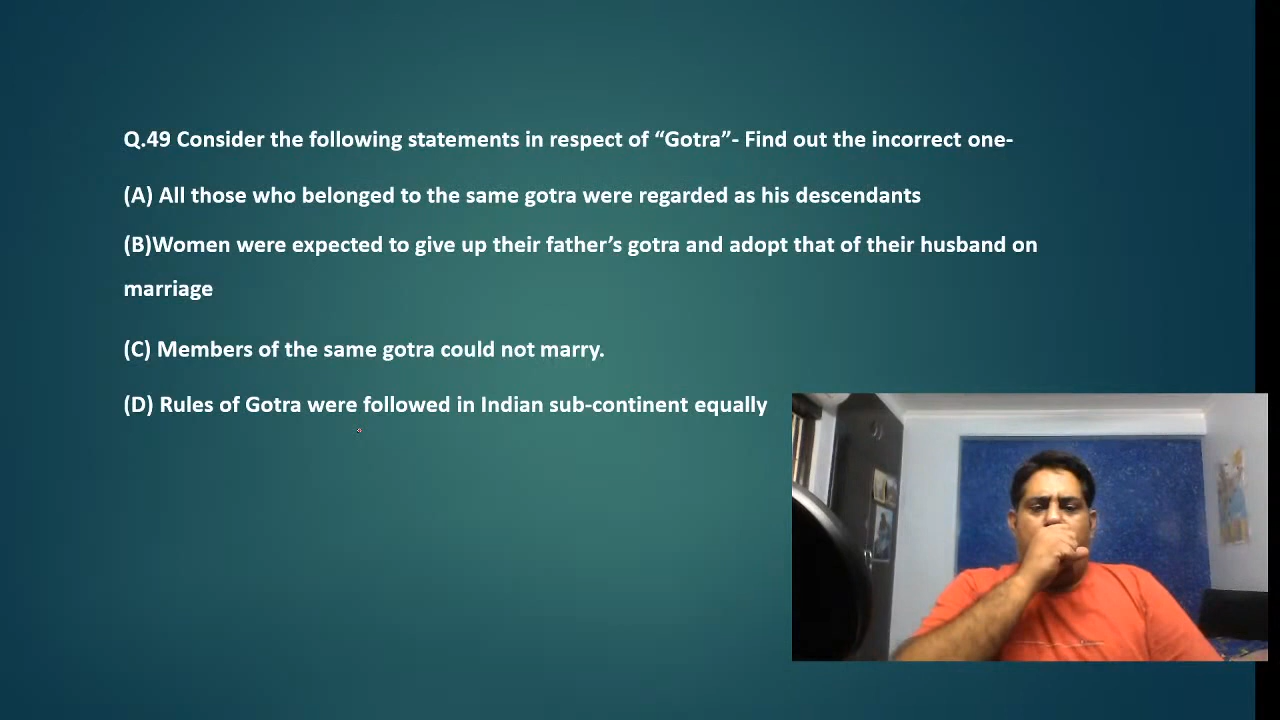 Q.49 Consider the following statements in respect of “Gotra”- Find out the incorrect one-
(A) All those who belonged to the same gotra were regarded as his descendants
(B)Women were expected to give up their father’s gotra and adopt that of their husband on
marriage
(C) Members of the same gotra could not marry.
(D) Rules of Gotra were followed in Indian sub-continent equally